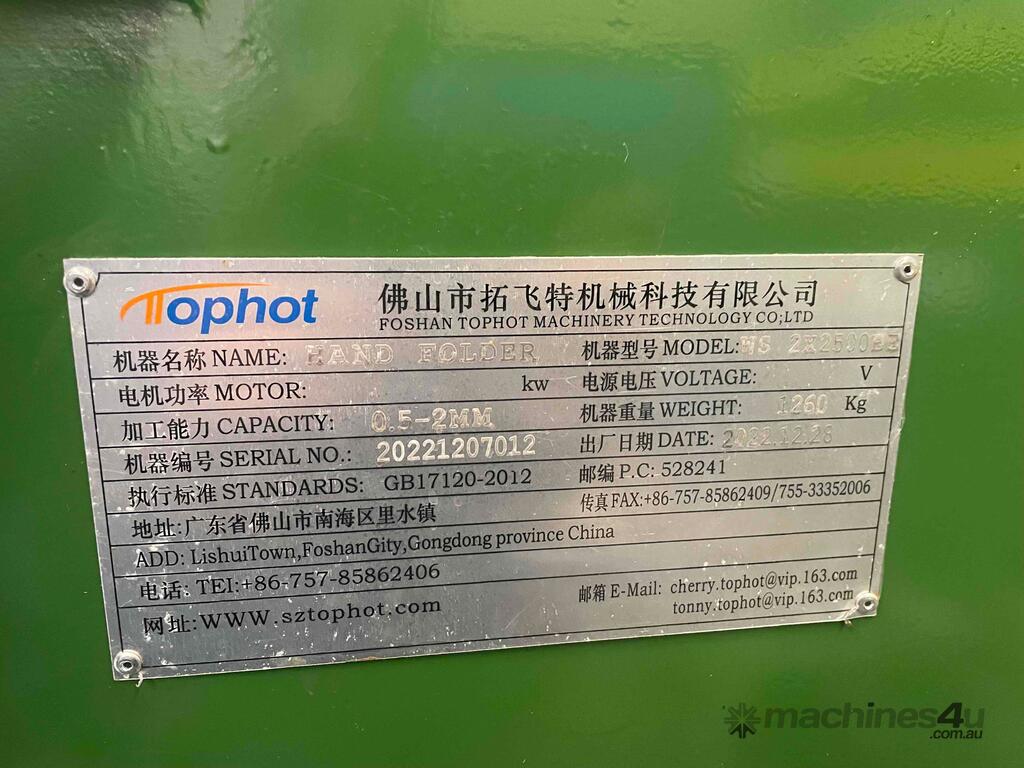 Tophot
佛山市拓飞特机械科技有限公司
FOSHAN TOPHOT MACHINERY TECHNOLOGY CO;LTD
机器名称 NAME: HAND FOLDER 机器型号 MODEL: 2X2500
电机功率 MOTOR: kw 电源电压 VOLTAGE: V
加工能力 CAPACITY: 0.5-2MM 机器重量 WEIGHT: 1260 Kg
机器编号 SERIAL NO.: 20221207012 出厂日期 DATE: 2022.12.28
执行标准 STANDARDS: GB17120-2012 邮编 P.C: 528241
地址:广东省佛山市南海区里水镇 传真 FAX:+86-757-85862409/755-33352006
ADD: LishuiTown,FoshanGity,Gongdong province China
电话: TEI:+86-757-85862406 邮箱 E-Mail: cherry.tophot@vip.163.com
网址:WWW.sztophot.com tonny.tophot@vip.163.com
machines4u
.com.au